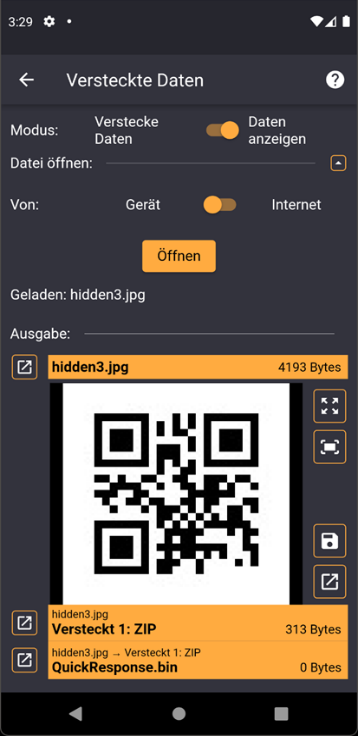 3:29
Versteckte Daten
Modus: Verstecke Daten Daten anzeigen
Datei öffnen:
Von: Gerät Internet
Öffnen
Geladen: hidden3.jpg
Ausgabe:
hidden3.jpg 4193 Bytes
hidden3.jpg
Versteckt 1: ZIP 313 Bytes
hidden3.jpg → Versteckt 1: ZIP
QuickResponse.bin 0 Bytes